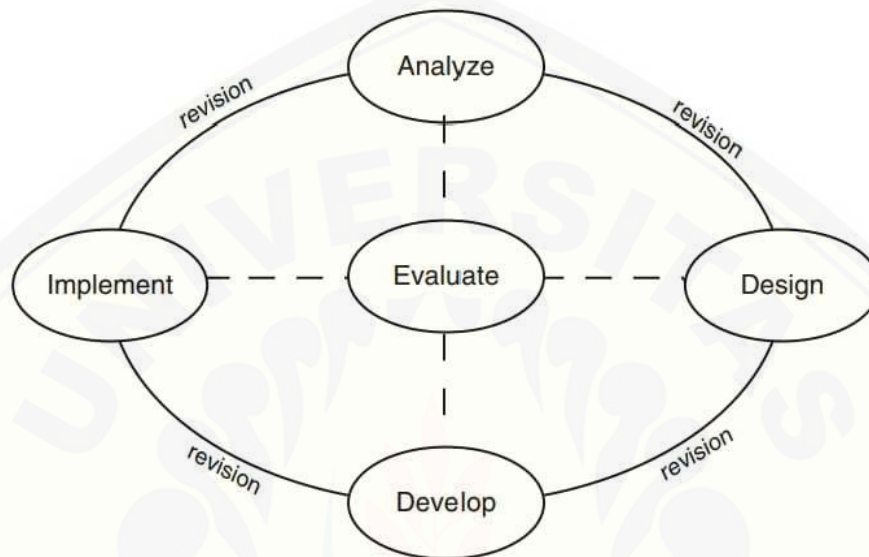 Analyze
revision
revision
UNIVERSITAS
Implement
Evaluate
Design
revision
revision
Develop